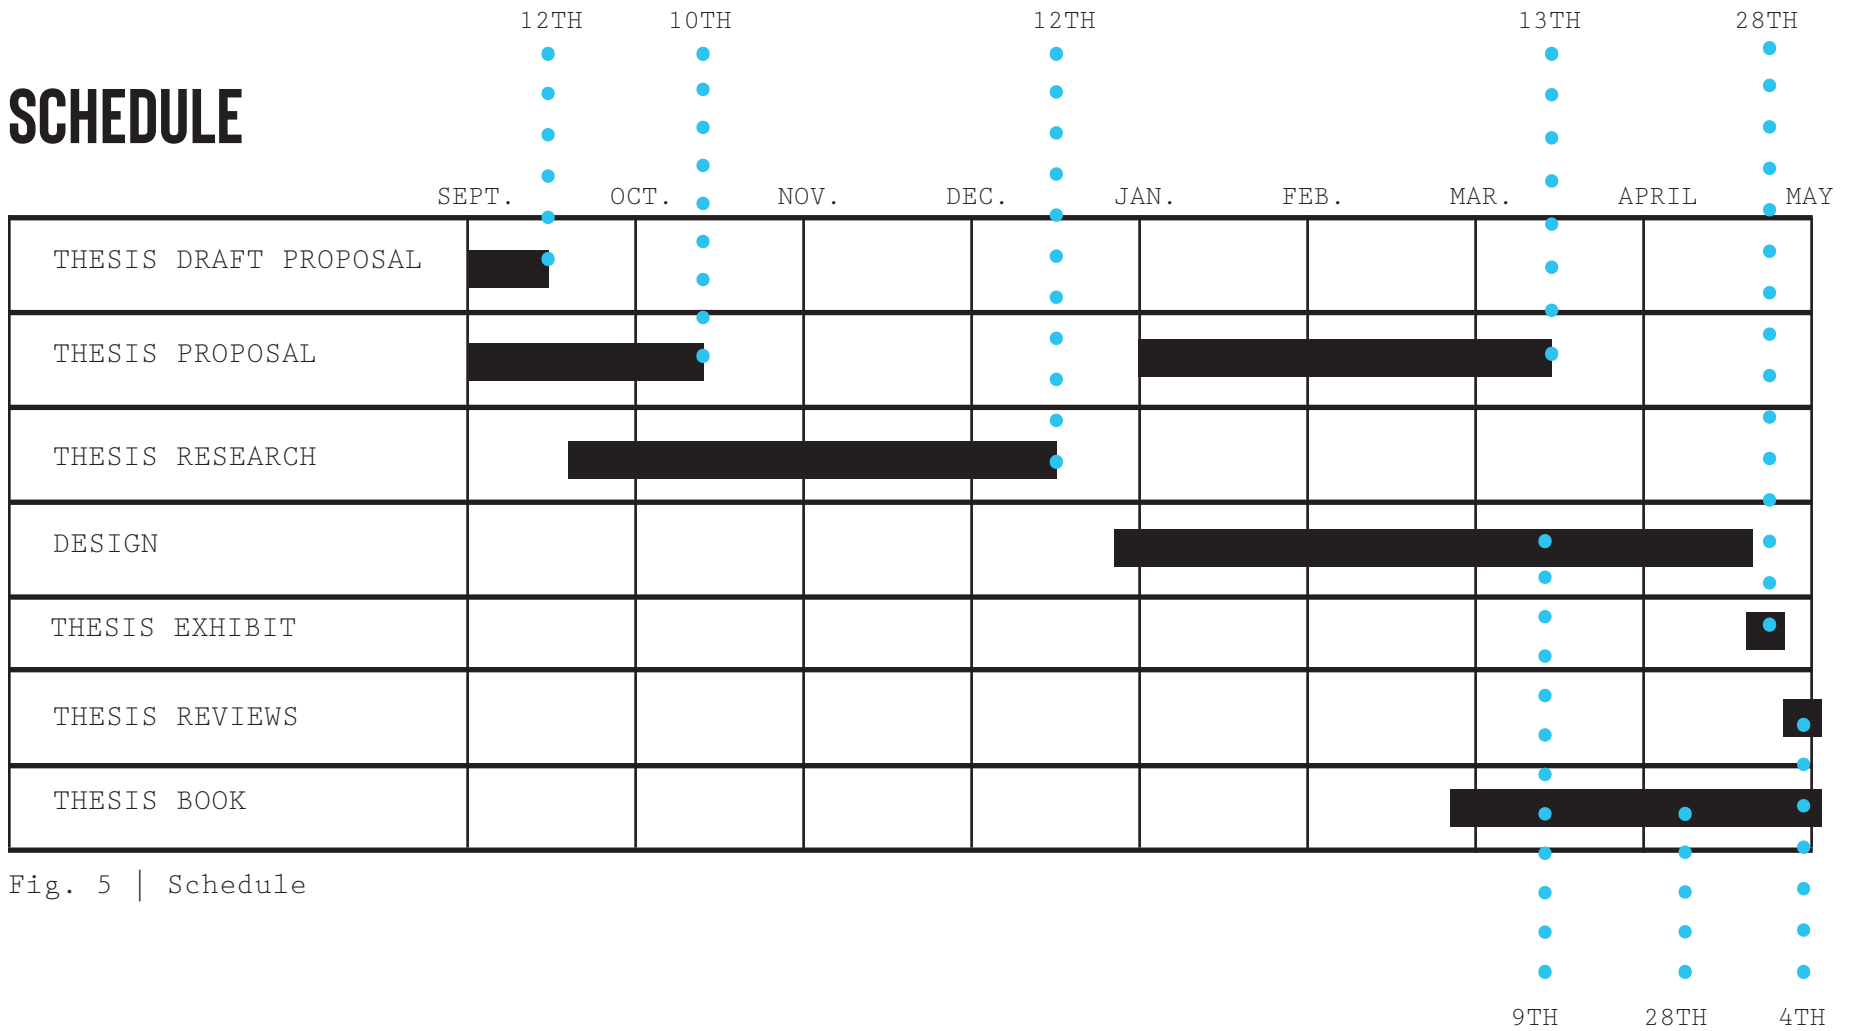 12TH 10TH 12TH 13TH 28TH
SCHEDULE
SEPT. OCT. NOV. DEC. JAN. FEB. MAR. APRIL MAY
THESIS DRAFT PROPOSAL
THESIS PROPOSAL
THESIS RESEARCH
DESIGN
THESIS EXHIBIT
THESIS REVIEWS
THESIS BOOK
Fig. 5 | Schedule
9TH 28TH 4TH